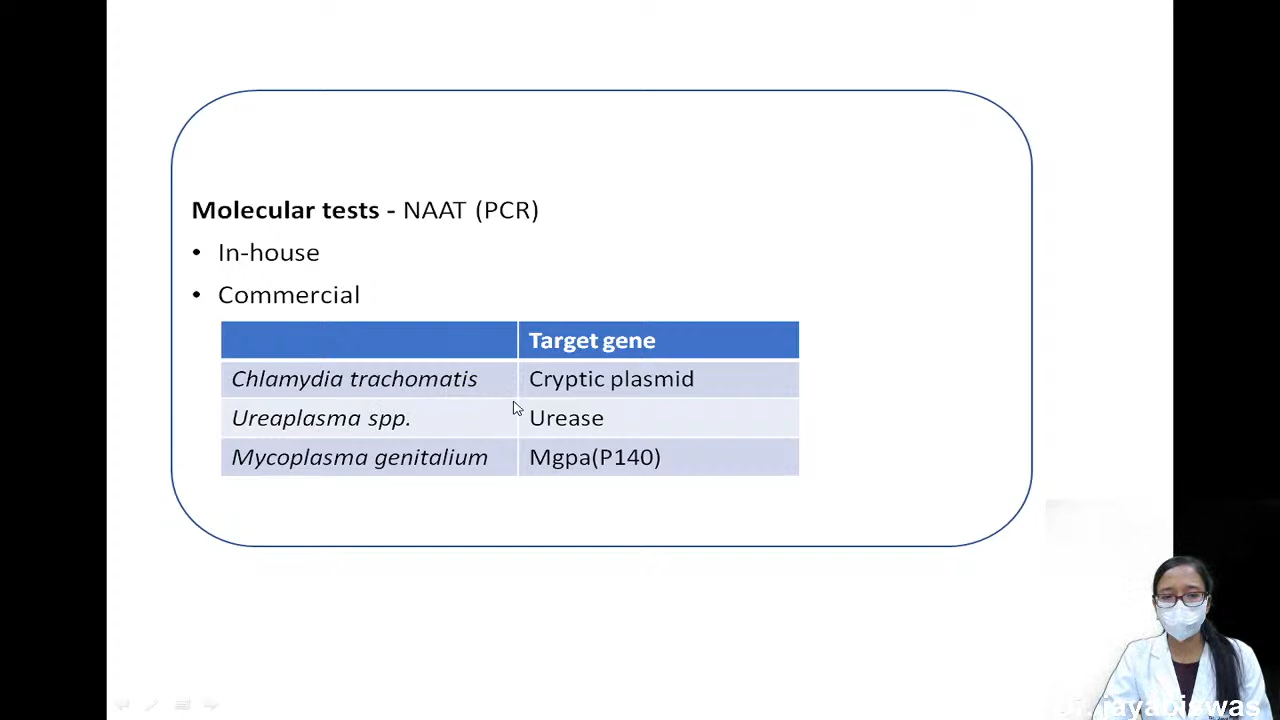 Molecular tests - NAAT (PCR)
• In-house
• Commercial
Target gene
Chlamydia trachomatis Cryptic plasmid
Ureaplasma spp. Urease
Mycoplasma genitalium Mgpa(P140)
jayabiswas